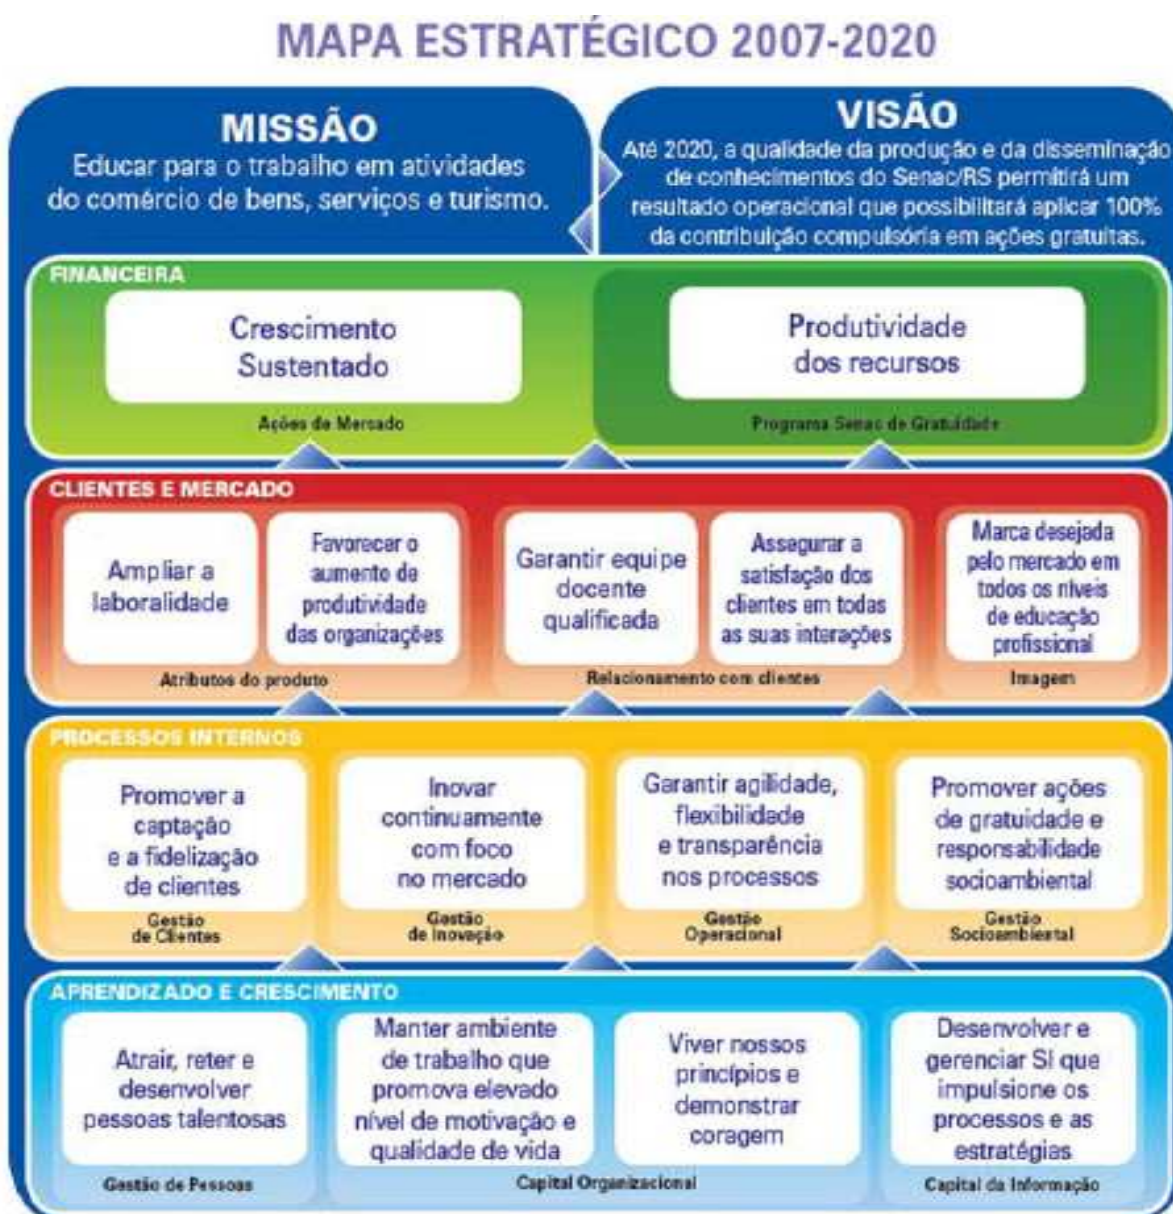 MAPA ESTRATÉGICO 2007-2020
MISSÃO
Educar para o trabalho em atividades
do comércio de bens, serviços e turismo.
VISÃO
Até 2020, a qualidade da produção e da disseminação
de conhecimentos do Senac/RS permitirá um
resultado operacional que possibilitará aplicar 100%
da contribuição compulsória em ações gratuitas.
FINANCEIRA
Crescimento
Sustentado
Ações de Mercado
Produtividade
dos recursos
Programa Senac de Gratuidade
CLIENTES E MERCADO
Ampliar a
laboralidade
Favorecer o
aumento de
produtividade
das organizações
Atributos do produto
Garantir equipe
docente
qualificada
Assegurar a
satisfação dos
clientes em todas
as suas interações
Relacionamento com clientes
Marca desejada
pelo mercado em
todos os níveis
de educação
profissional
Imagem
PROCESSOS INTERNOS
Promover a
captação
e a fidelização
de clientes
Gestão
de Clientes
Inovar
continuamente
com foco
no mercado
Gestão
de Inovação
Garantir agilidade,
flexibilidade
e transparência
nos processos
Gestão
Operacional
Promover ações
de gratuidade e
responsabilidade
socioambiental
Gestão
Socioambiental
APRENDIZADO E CRESCIMENTO
Atrair, reter e
desenvolver
pessoas talentosas
Gestão de Pessoas
Manter ambiente
de trabalho que
promova elevado
nível de motivação e
qualidade de vida
Viver nossos
princípios e
demonstrar
coragem
Capital Organizacional
Desenvolver e
gerenciar SI que
impulsione os
processos e as
estratégias
Capital da Informação